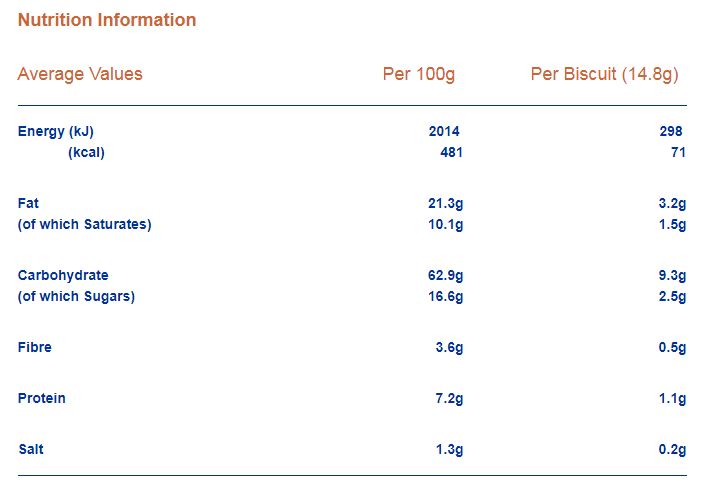 Nutrition Information
Average Values Per 100g Per Biscuit (14.8g)
Energy (kJ) 2014 298
(kcal) 481 71
Fat 21.3g 3.2g
(of which Saturates) 10.1g 1.5g
Carbohydrate 62.9g 9.3g
(of which Sugars) 16.6g 2.5g
Fibre 3.6g 0.5g
Protein 7.2g 1.1g
Salt 1.3g 0.2g